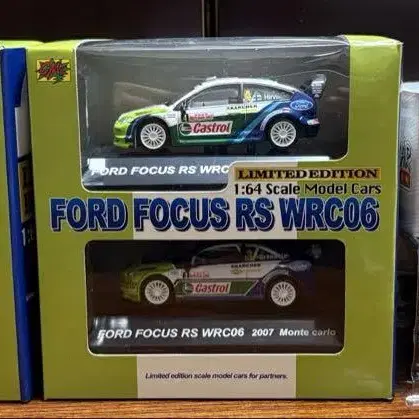 Ford
Castrol
FORD FOCUS RS WRC
LIMITED EDITION
1:64 Scale Model Cars
FORD FOCUS RS WRC06
Castrol
FORD FOCUS RS WRC06 2007 Monte carlo
Limited edition scale model cars for partners.